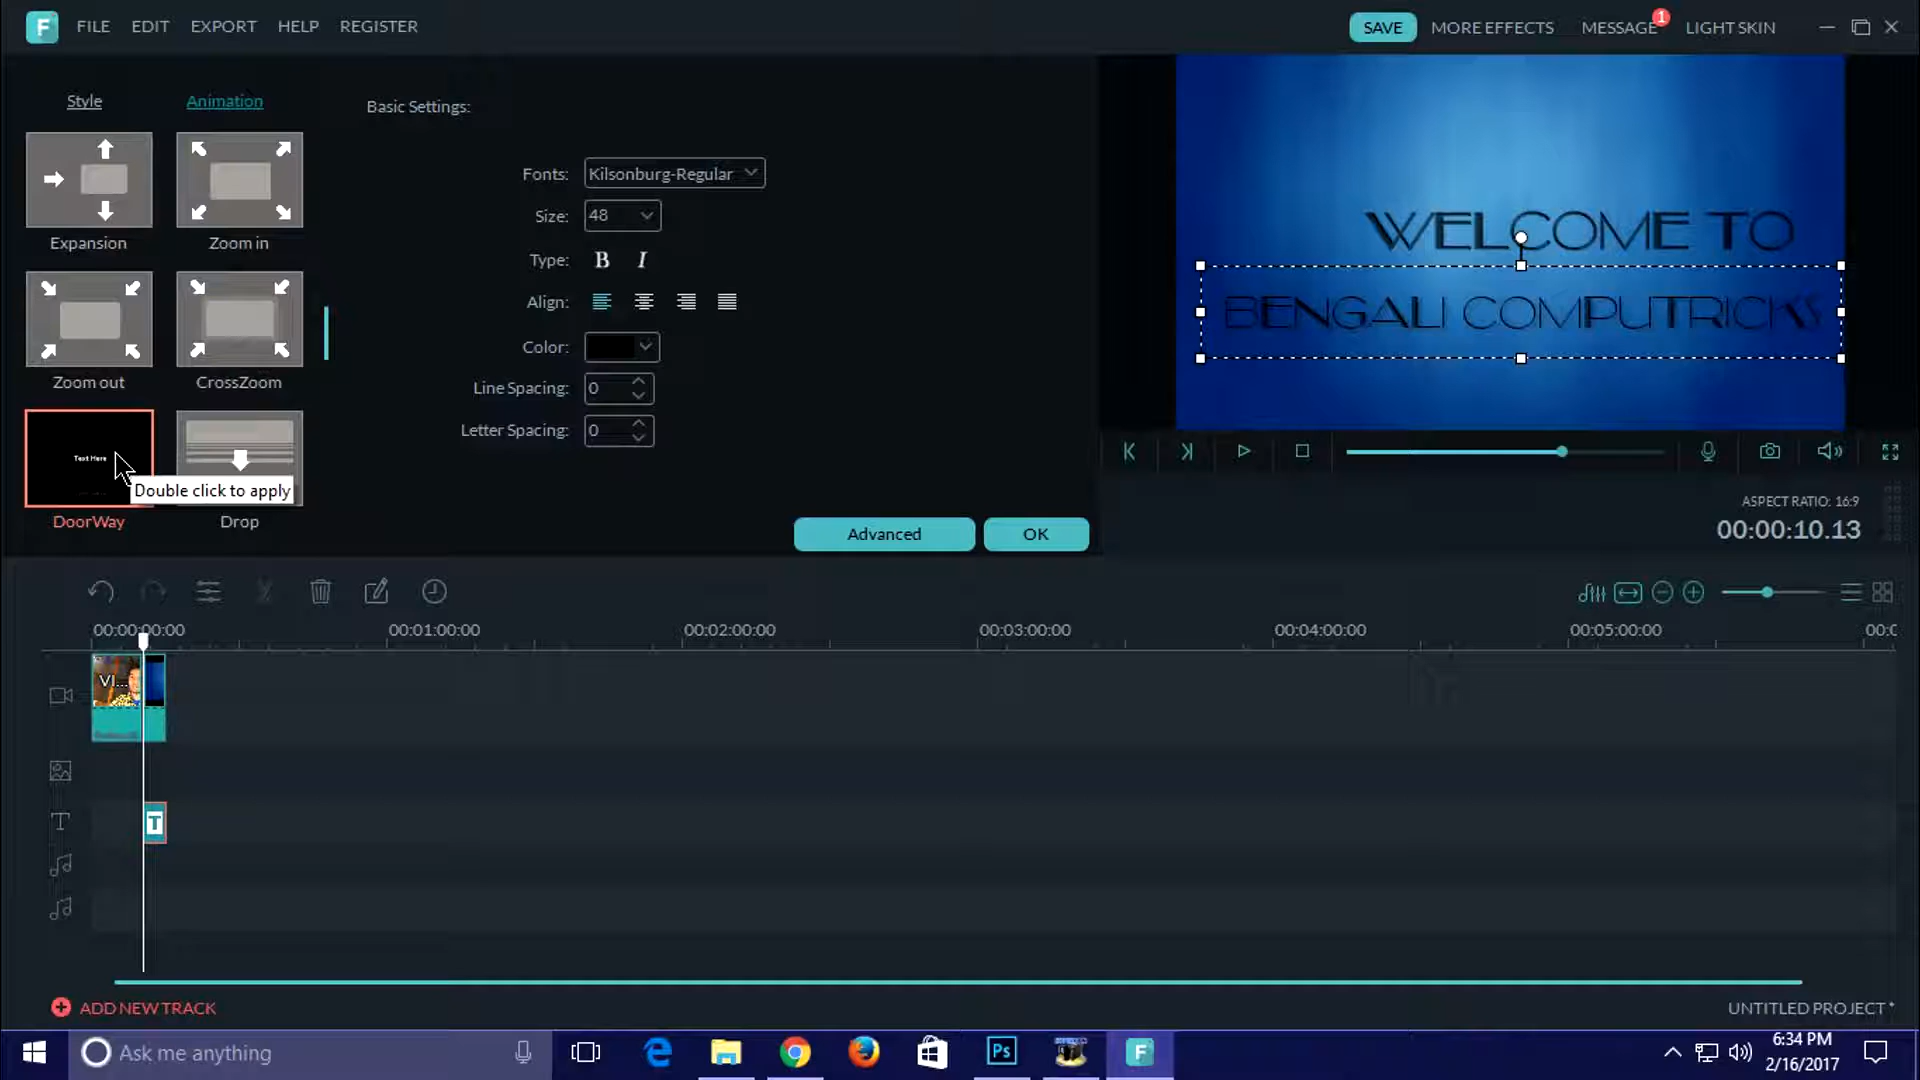 F FILE EDIT EXPORT HELP REGISTER SAVE MORE EFFECTS MESSAGE 1 LIGHT SKIN
Style Animation
Basic Settings:
Expansion Zoom in
Zoom out CrossZoom
Text Here
Double click to apply
DoorWay Drop
Fonts: Kilsonburg-Regular
Size: 48
Type: B I
Align:
Color:
Line Spacing: 0
Letter Spacing: 0
Advanced OK
WELCOME TO
BENGALI COMPUTRICKS
ASPECT RATIO: 16:9
00:00:10.13
00:00:00:00 00:01:00:00 00:02:00:00 00:03:00:00 00:04:00:00 00:05:00:00 00:0
VI...
T
T
ADD NEW TRACK
UNTITLED PROJECT *
Ask me anything
Ps
F
6:34 PM
2/16/2017